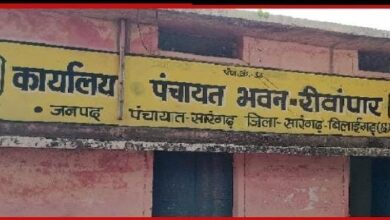 कार्यालय पंचायत भवन-रीवांपार
जनपद पंचायत-सारंगढ़ जिला-सारंगढ़-बिलाईगढ़